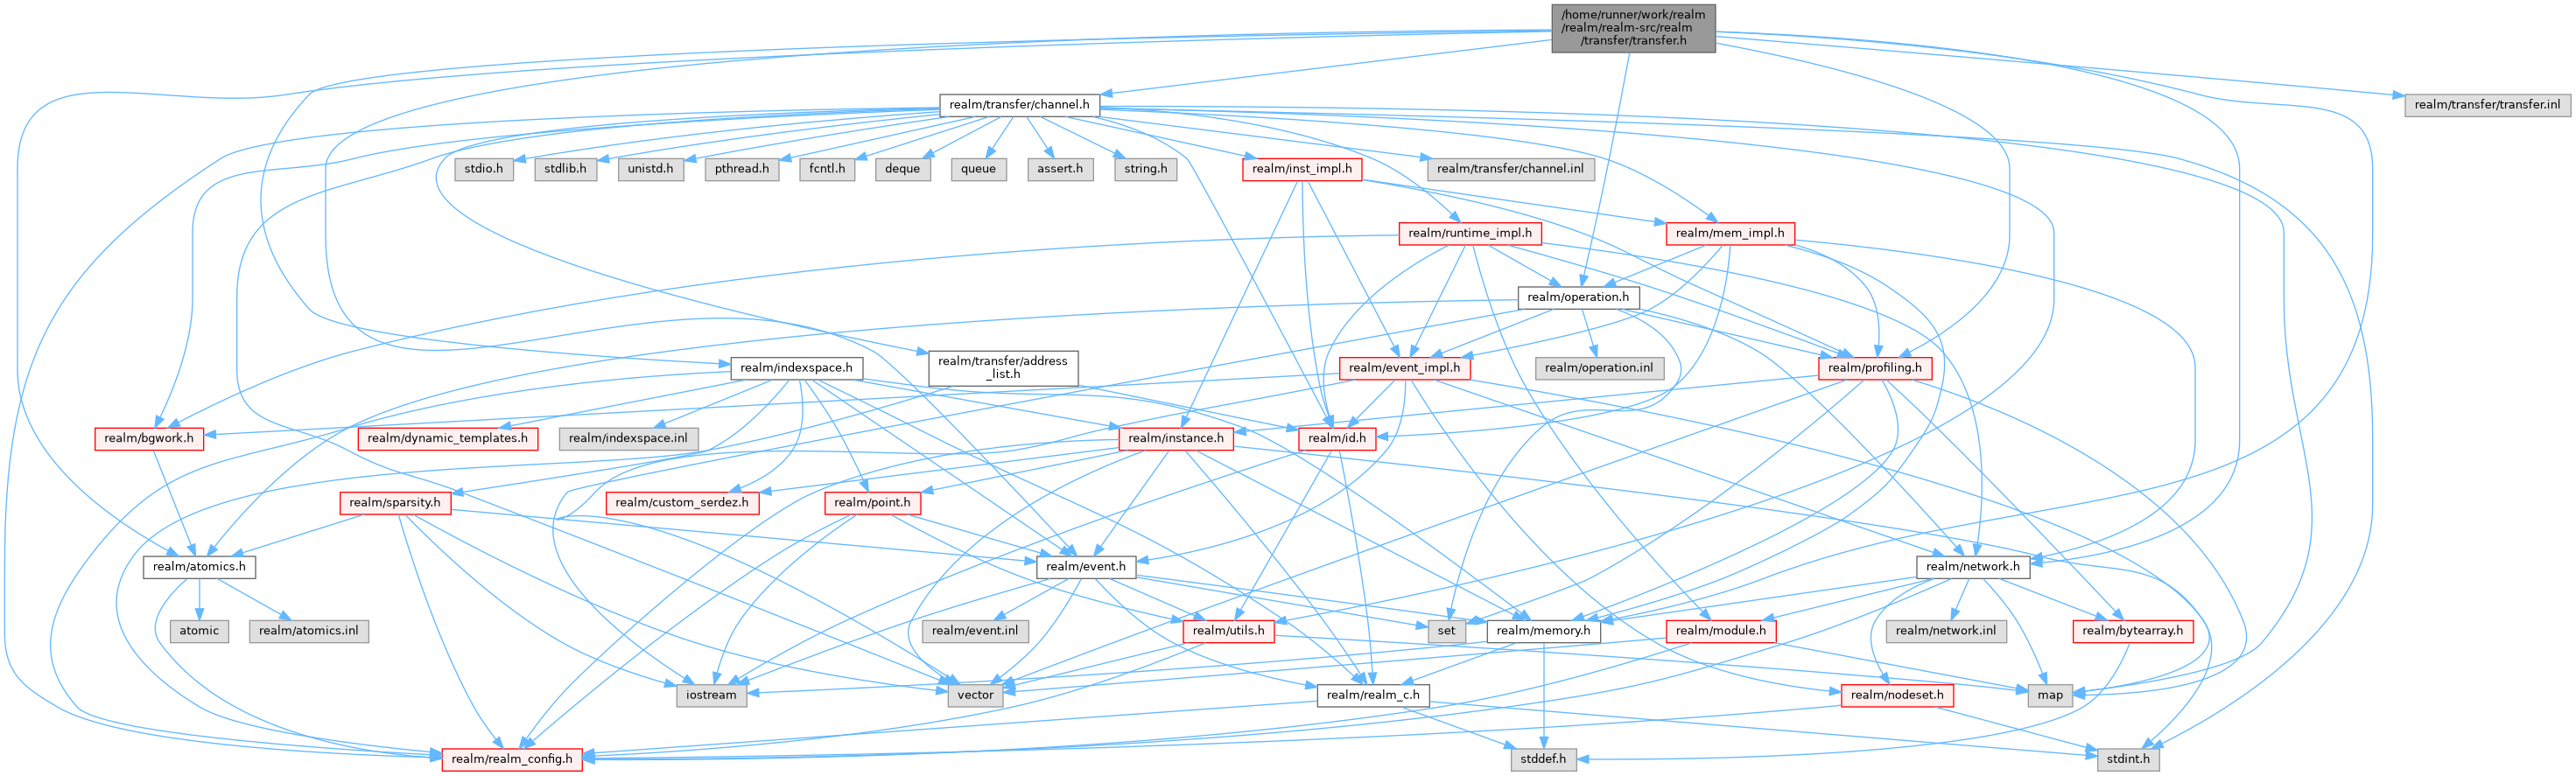 /home/runner/work/realm
/realm/realm-src/realm
/transfer/transfer.h
realm/transfer/channel.h
realm/transfer/transfer.inl
stdio.h
stdlib.h
unistd.h
pthread.h
fcntl.h
deque
queue
assert.h
string.h
realm/inst_impl.h
realm/transfer/channel.inl
realm/runtime_impl.h
realm/mem_impl.h
realm/operation.h
realm/indexspace.h
realm/transfer/address
_list.h
realm/event_impl.h
realm/operation.inl
realm/profiling.h
realm/bgwork.h
realm/dynamic_templates.h
realm/indexspace.inl
realm/instance.h
realm/id.h
realm/sparsity.h
realm/custom_serdez.h
realm/point.h
realm/atomics.h
realm/event.h
realm/network.h
atomic
realm/atomics.inl
realm/event.inl
realm/utils.h
set
realm/memory.h
realm/module.h
realm/network.inl
realm/bytearray.h
iostream
vector
realm/realm_c.h
realm/nodeset.h
map
realm/realm_config.h
stddef.h
stdint.h